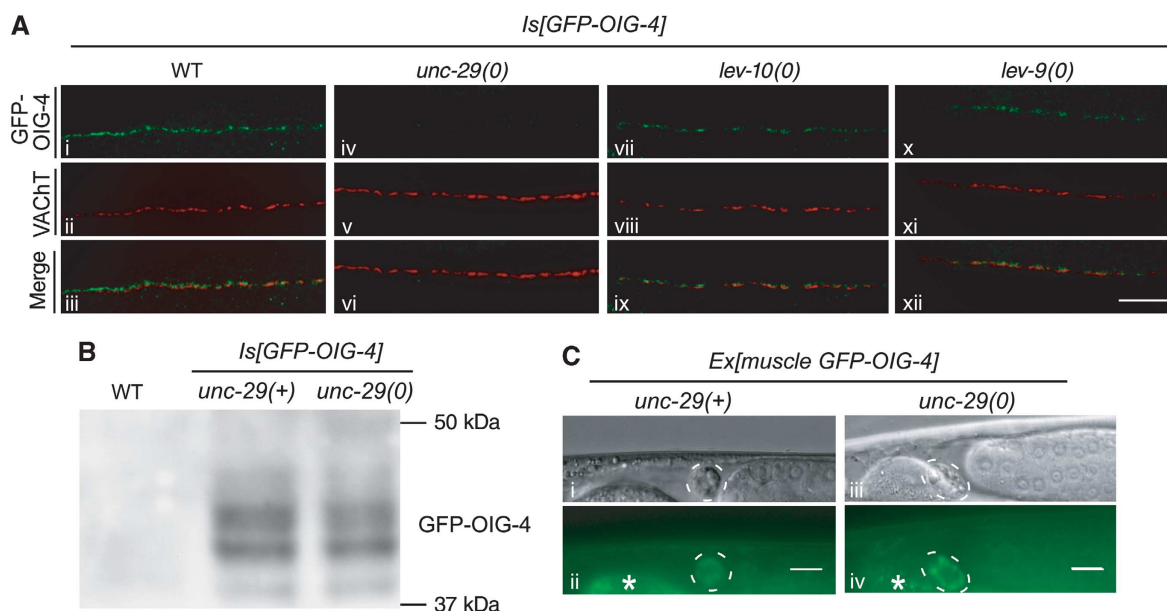 A
Is[GFP-OIG-4]
WT unc-29(0) lev-10(0) lev-9(0)
GFP-
OIG-4
i iv vii x
VAChT
ii v viii xi
Merge
iii vi ix xii
B
Is[GFP-OIG-4]
WT unc-29(+) unc-29(0)
50 kDa
GFP-OIG-4
37 kDa
C
Ex[muscle GFP-OIG-4]
unc-29(+) unc-29(0)
i iii
ii * iv *